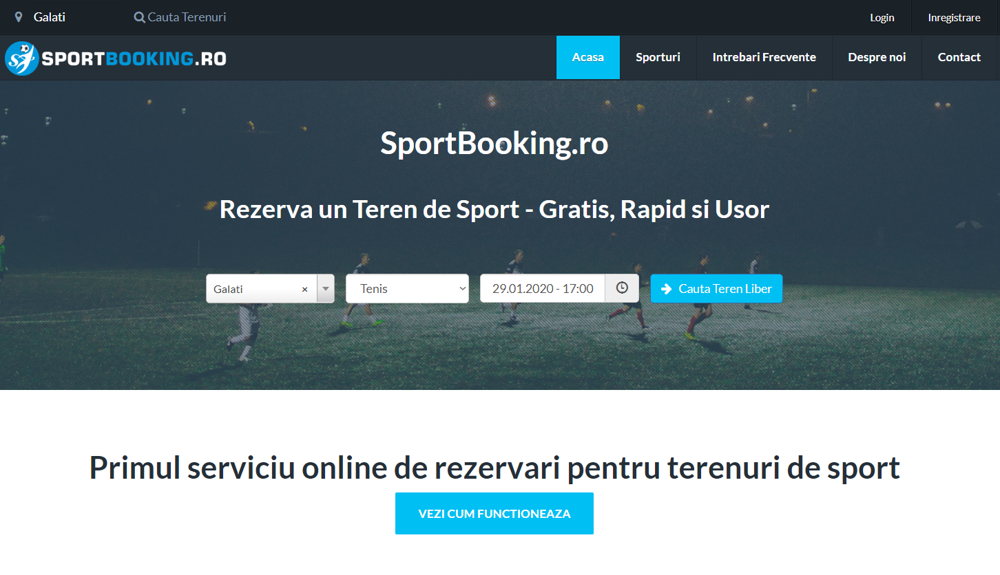 Galati Cauta Terenuri Login Inregistrare
SPORTBOOKING.RO Acasa Sporturi Intrebari Frecvente Despre noi Contact
SportBooking.ro
Rezerva un Teren de Sport - Gratis, Rapid si Usor
Galati × Tenis 29.01.2020 - 17:00 Cauta Teren Liber
Primul serviciu online de rezervari pentru terenuri de sport
VEZI CUM FUNCTIONEAZA